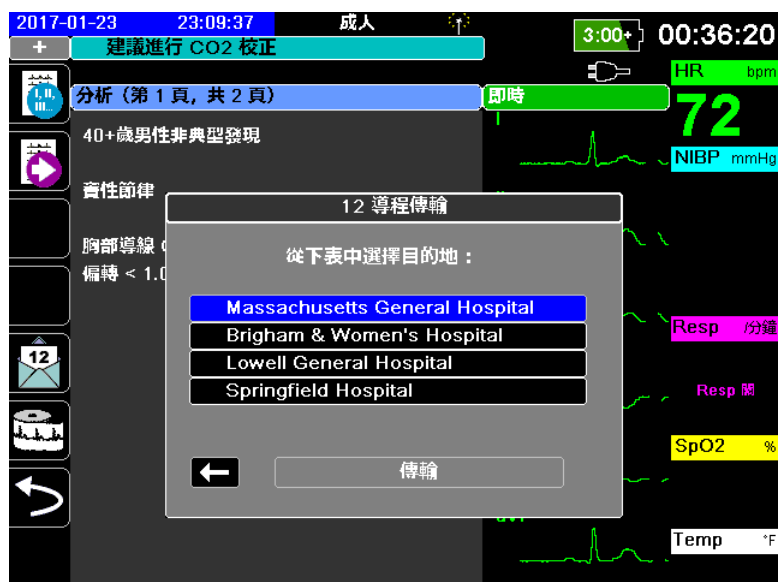 2017-01-23 23:09:37 成人
3:00+ 00:36:20
+ 建議進行 CO2 校正
HR bpm
72
I, II, III...
分析（第 1 頁，共 2 頁） 即時
I
40+歲男性非典型發現
NIBP mmHg
竇性節律
12 導程傳輸
胸部導線
從下表中選擇目的地：
偏轉 < 1.0
Massachusetts General Hospital
Brigham & Women's Hospital
Resp /分鐘
12
Lowell General Hospital
Springfield Hospital
Resp 關
SpO2 %
傳輸
aVF
Temp °F